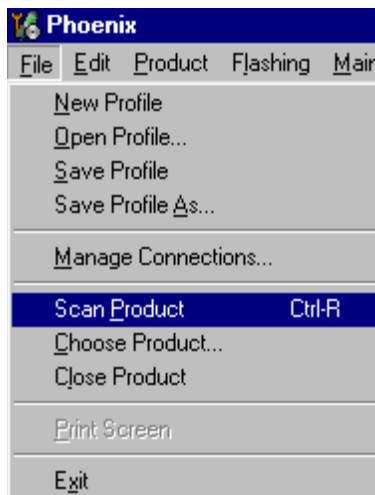 Phoenix
File Edit Product Flashing Main
New Profile
Open Profile...
Save Profile
Save Profile As...
Manage Connections...
Scan Product Ctrl-R
Choose Product...
Close Product
Print Screen
Exit